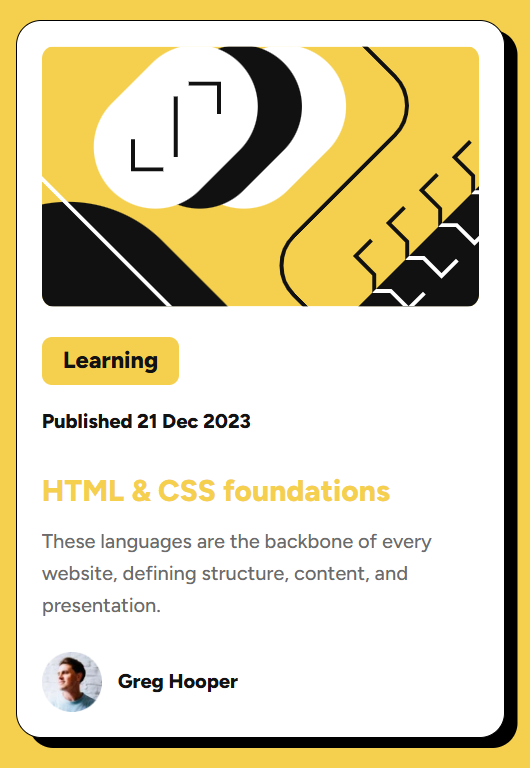 Learning
Published 21 Dec 2023
HTML & CSS foundations
These languages are the backbone of every
website, defining structure, content, and
presentation.
Greg Hooper